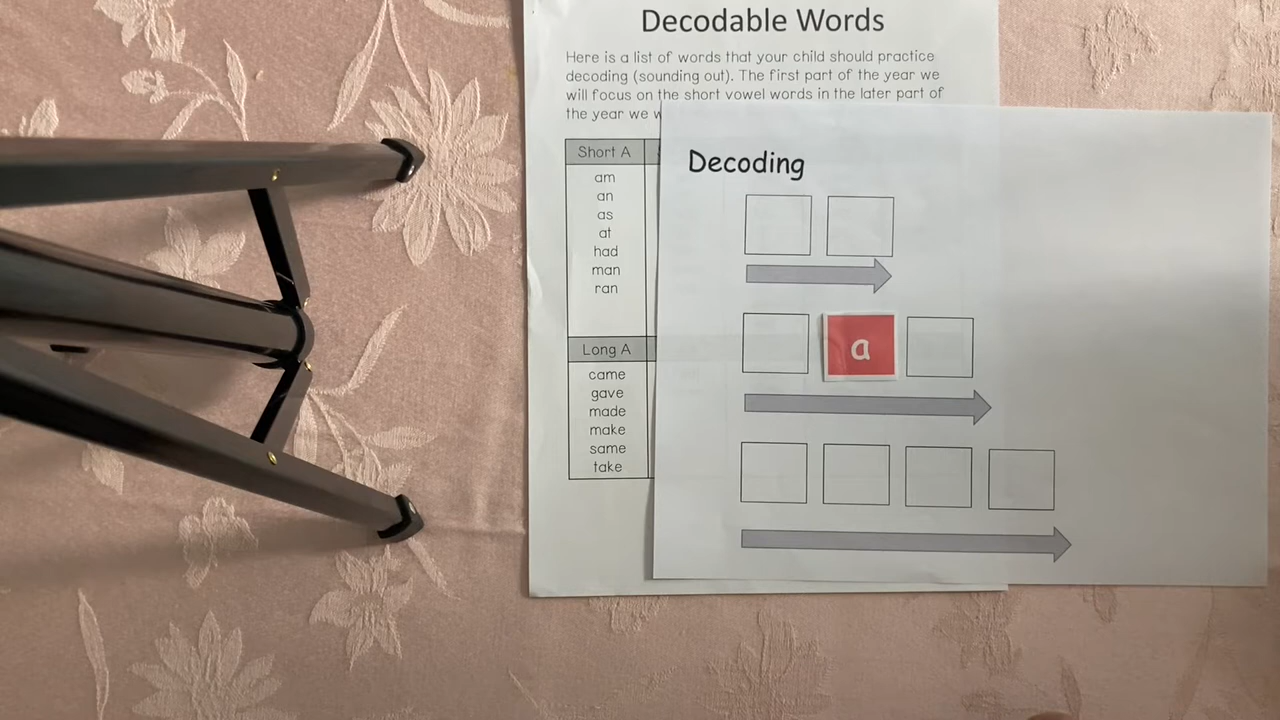 Decodable Words
Here is a list of words that your child should practice
decoding (sounding out). The first part of the year we
will focus on the short vowel words in the later part of
the year we w
Short A
am
an
as
at
had
man
ran
Long A
came
gave
made
make
same
take
Decoding
a